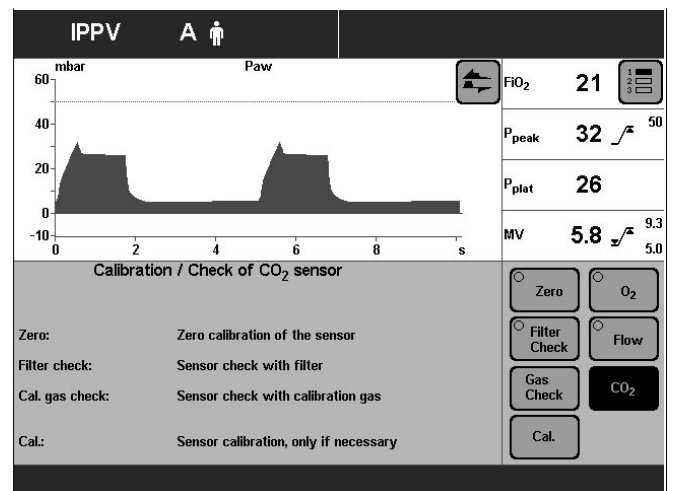 IPPV A
mbar Paw
60
40
20
0
-10
0 2 4 6 8 s
FiO2 21
1
2
3
Ppeak 32 50
Pplat 26
MV 5.8 9.3
5.0
Calibration / Check of CO2 sensor
Zero: Zero calibration of the sensor
Filter check: Sensor check with filter
Cal. gas check: Sensor check with calibration gas
Cal.: Sensor calibration, only if necessary
Zero O2
Filter
Check
Flow
Gas
Check
CO2
Cal.